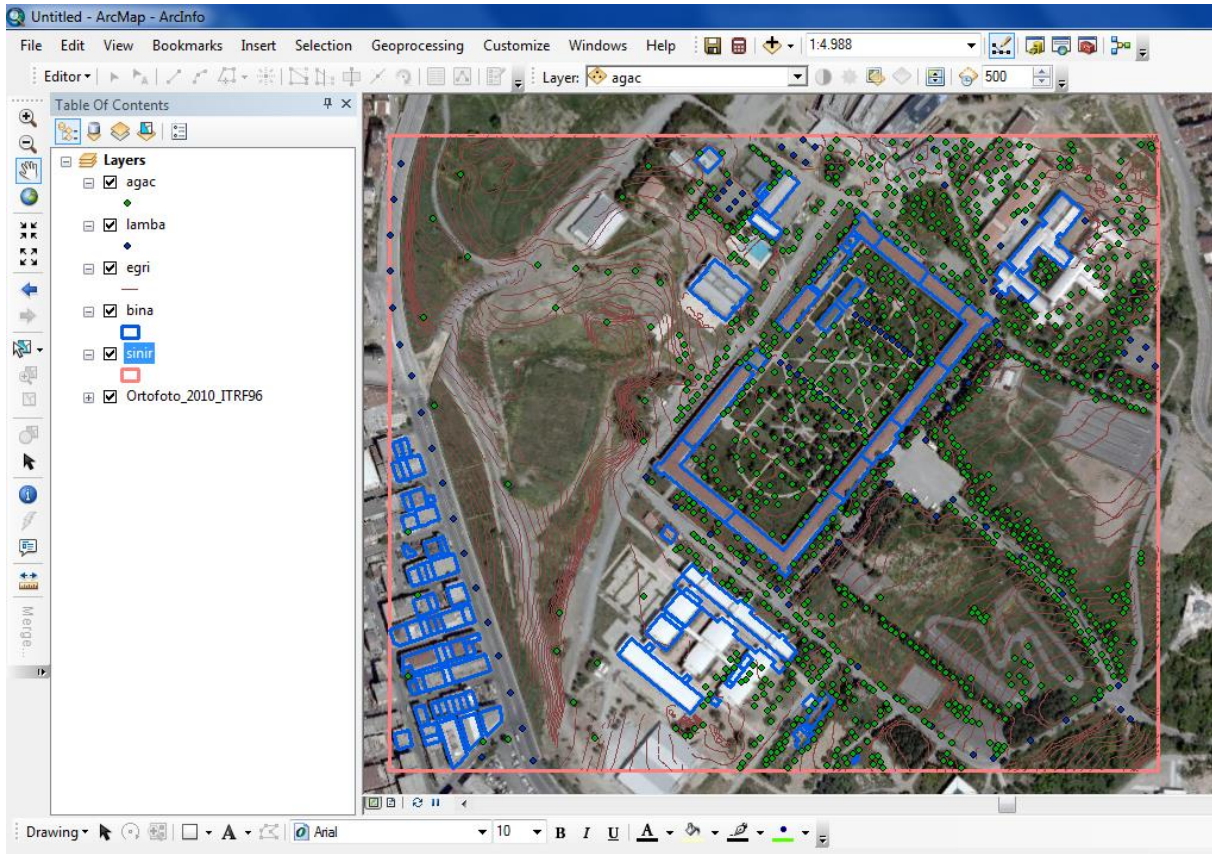 Untitled - ArcMap - ArcInfo
File Edit View Bookmarks Insert Selection Geoprocessing Customize Windows Help 1:4.988
Editor Layer: agac 500
Table Of Contents
Layers
agac
lamba
egri
bina
sinir
Ortofoto_2010_ITRF96
Merge...
Drawing A Arial 10 B I U A